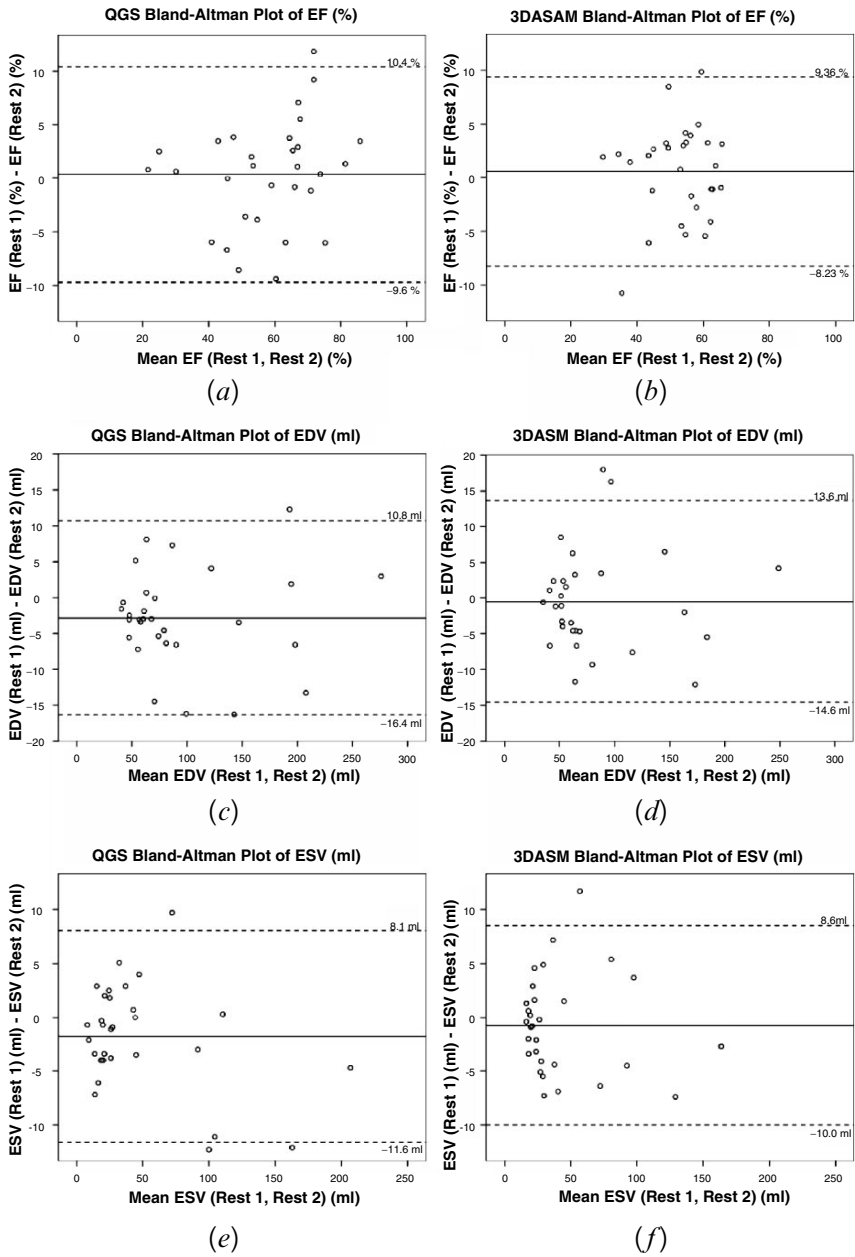 QGS Bland-Altman Plot of EF (%)
EF (Rest 1) (%) - EF (Rest 2) (%)
10
5
0
−5
−10
10.4 %
−9.6 %
0 20 40 60 80 100
Mean EF (Rest 1, Rest 2) (%)
(a)
3DASAM Bland-Altman Plot of EF (%)
EF (Rest 1) (%) - EF (Rest 2) (%)
10
5
0
−5
−10
9.36 %
−8.23 %
0 20 40 60 80 100
Mean EF (Rest 1, Rest 2) (%)
(b)
QGS Bland-Altman Plot of EDV (ml)
EDV (Rest 1) (ml) - EDV (Rest 2) (ml)
20
15
10
5
0
−5
−10
−15
−20
10.8 ml
−16.4 ml
0 50 100 150 200 250 300
Mean EDV (Rest 1, Rest 2) (ml)
(c)
3DASM Bland-Altman Plot of EDV (ml)
EDV (Rest 1) (ml) - EDV (Rest 2) (ml)
20
15
10
5
0
−5
−10
−15
−20
13.6 ml
−14.6 ml
0 50 100 150 200 250 300
Mean EDV (Rest 1, Rest 2) (ml)
(d)
QGS Bland-Altman Plot of ESV (ml)
ESV (Rest 1) (ml) - ESV (Rest 2) (ml)
10
5
0
−5
−10
8.1 ml
−11.6 ml
0 50 100 150 200 250
Mean ESV (Rest 1, Rest 2) (ml)
(e)
3DASM Bland-Altman Plot of ESV (ml)
ESV (Rest 1) (ml) - ESV (Rest 2) (ml)
10
5
0
−5
−10
8.6ml
−10.0 ml
0 50 100 150 200 250
Mean ESV (Rest 1, Rest 2) (ml)
(f)